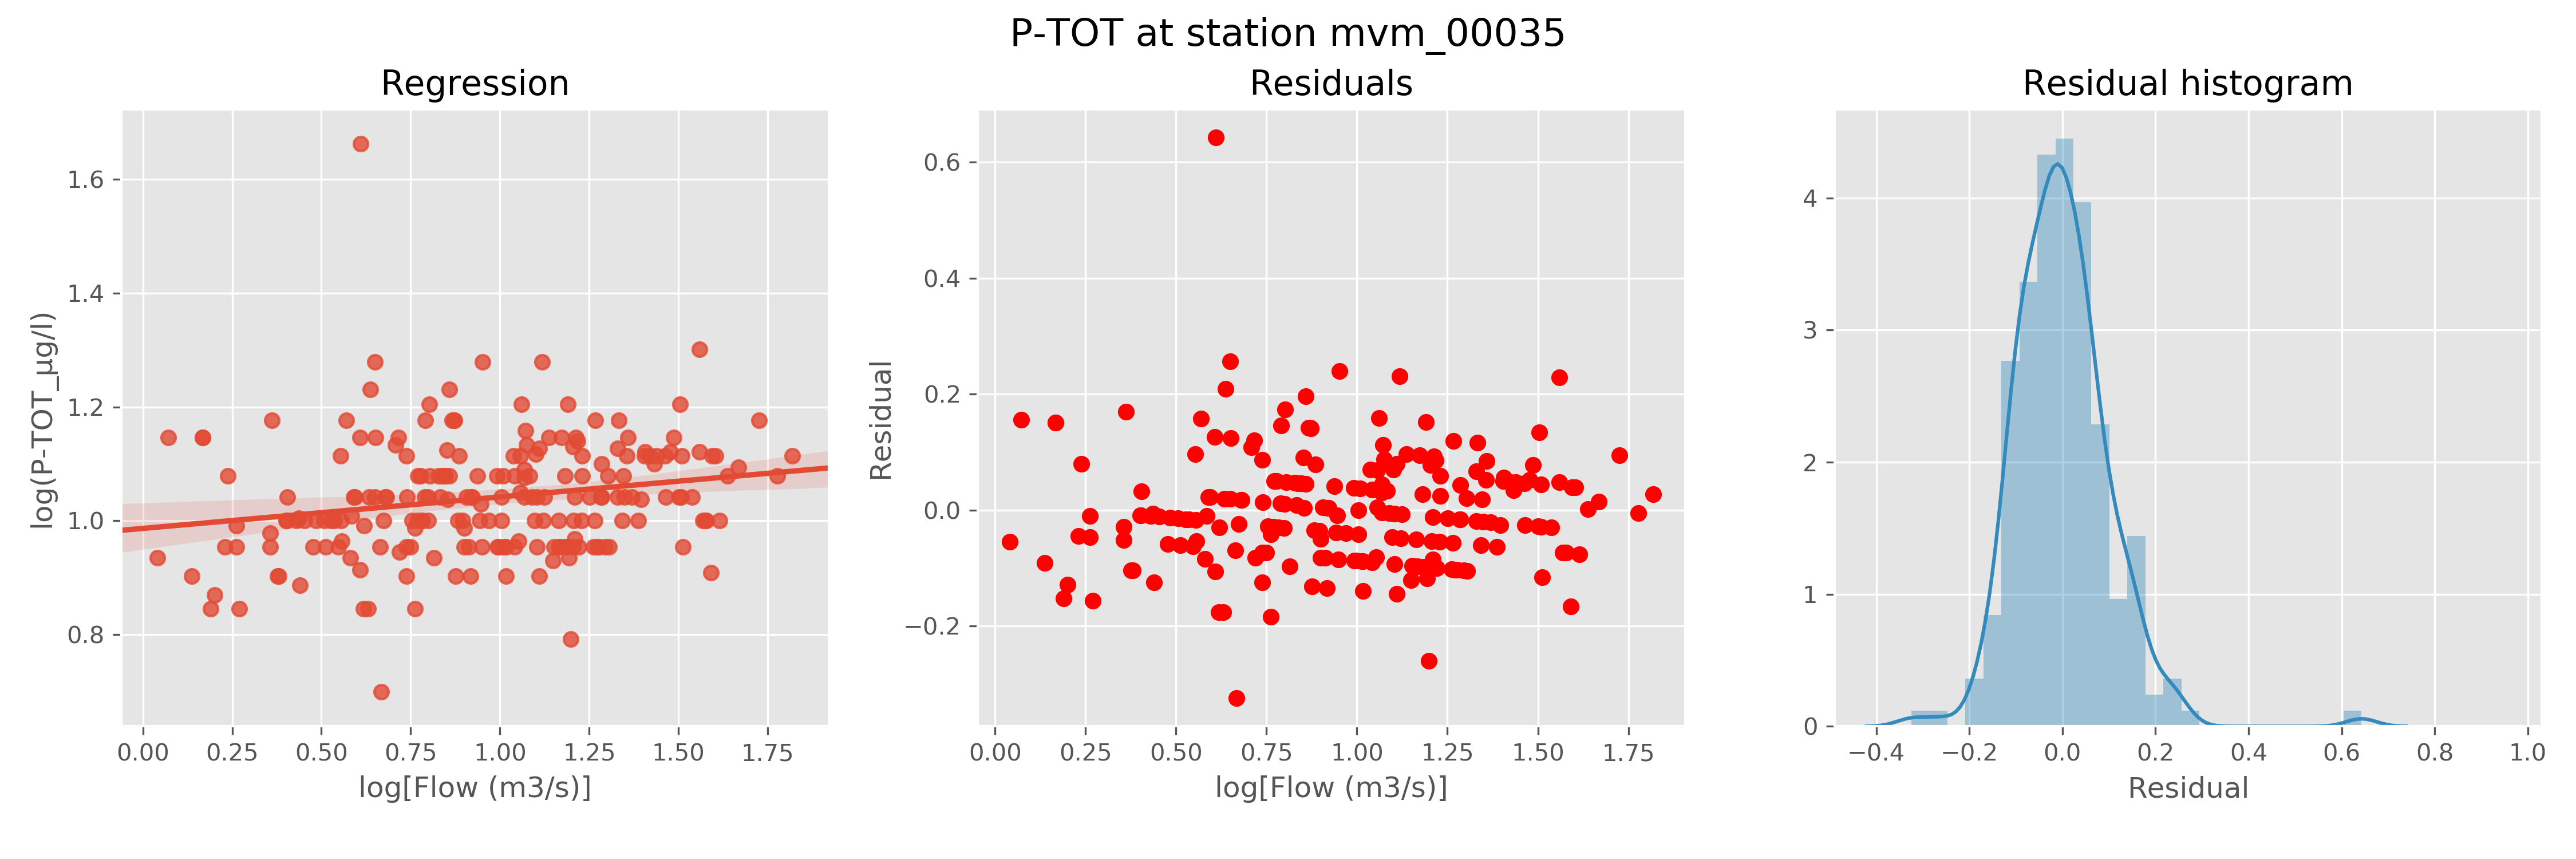 P-TOT at station mvm_00035
Regression
Residuals
Residual histogram
1.6
1.4
1.2
1.0
0.8
log(P-TOT_µg/l)
0.00 0.25 0.50 0.75 1.00 1.25 1.50 1.75
log[Flow (m3/s)]
0.6
0.4
0.2
0.0
−0.2
Residual
0.00 0.25 0.50 0.75 1.00 1.25 1.50 1.75
log[Flow (m3/s)]
4
3
2
1
0
−0.4 −0.2 0.0 0.2 0.4 0.6 0.8 1.0
Residual